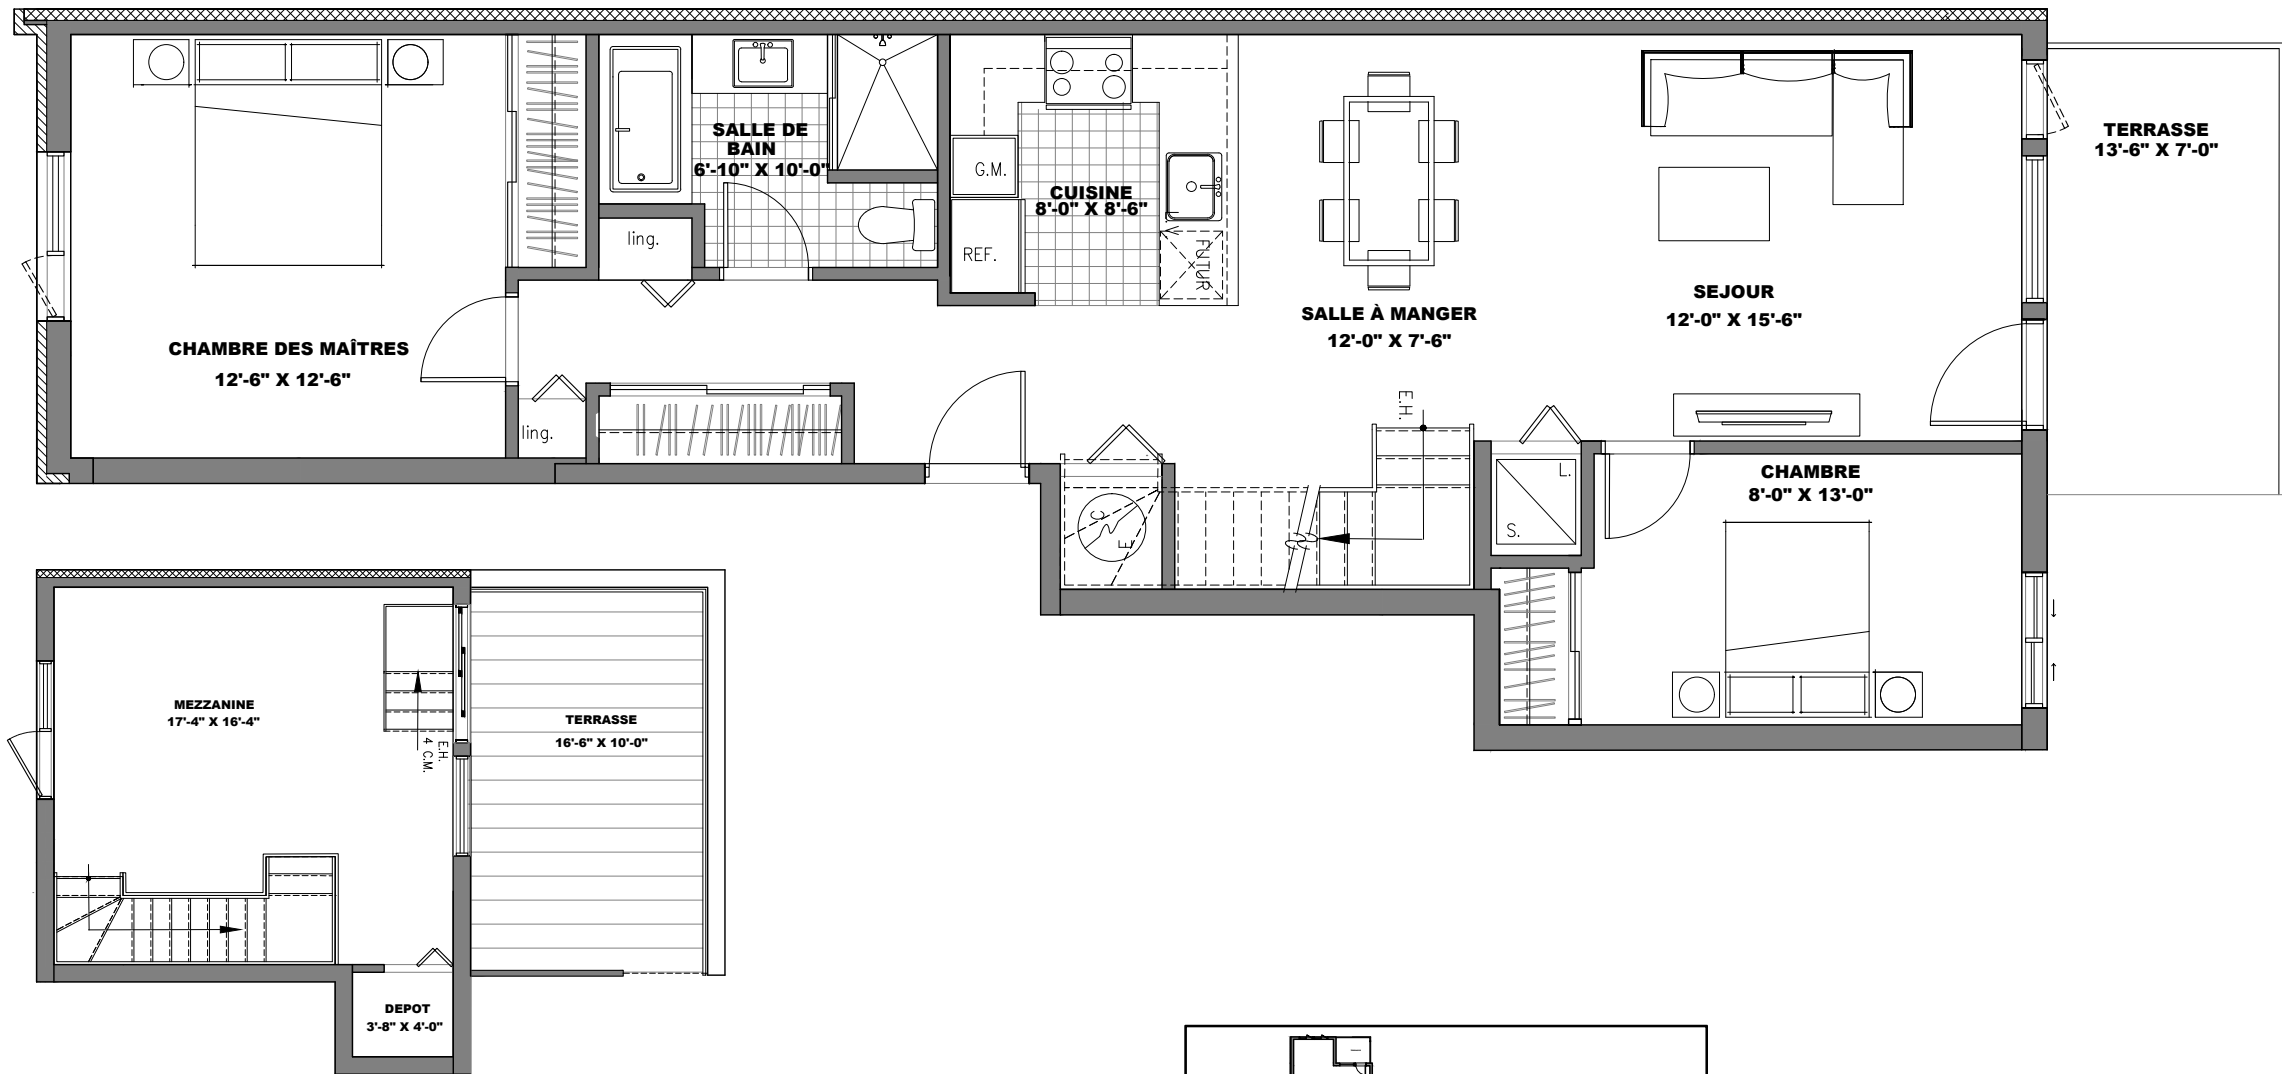 SALLE DE
BAIN
6'-10" X 10'-0"
G.M.
CUISINE
8'-0" X 8'-6"
REF.
FUTUR
ling.
CHAMBRE DES MAÎTRES
12'-6" X 12'-6"
ling.
SALLE À MANGER
12'-0" X 7'-6"
SEJOUR
12'-0" X 15'-6"
TERRASSE
13'-6" X 7'-0"
E.H.
C
E
L.
S.
CHAMBRE
8'-0" X 13'-0"
MEZZANINE
17'-4" X 16'-4"
E.H.
4 C.M.
TERRASSE
16'-6" X 10'-0"
DEPOT
3'-8" X 4'-0"